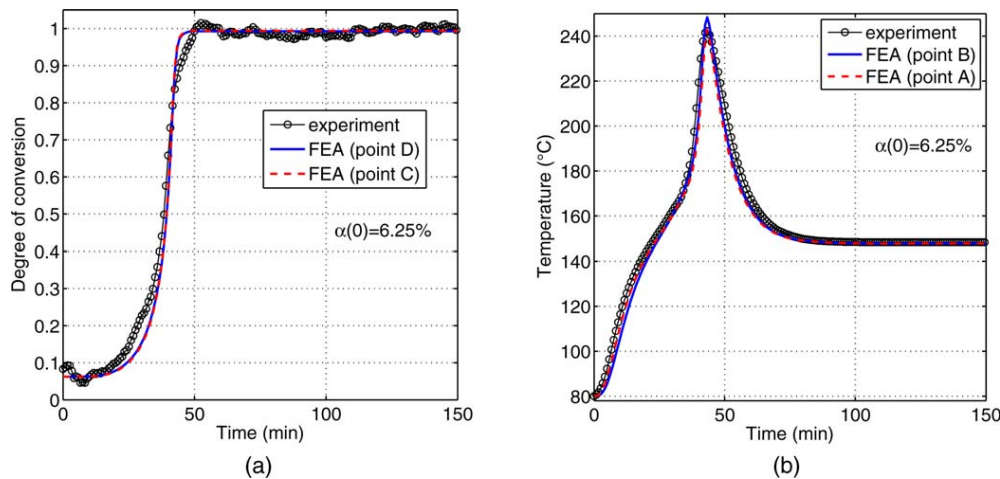 1
0.9
0.8
0.7
0.6
0.5
0.4
0.3
0.2
0.1
0
0 50 100 150
Degree of conversion
Time (min)
experiment
FEA (point D)
FEA (point C)
α(0)=6.25%
(a)
240
220
200
180
160
140
120
100
80
0 50 100 150
Temperature (°C)
Time (min)
experiment
FEA (point B)
FEA (point A)
α(0)=6.25%
(b)